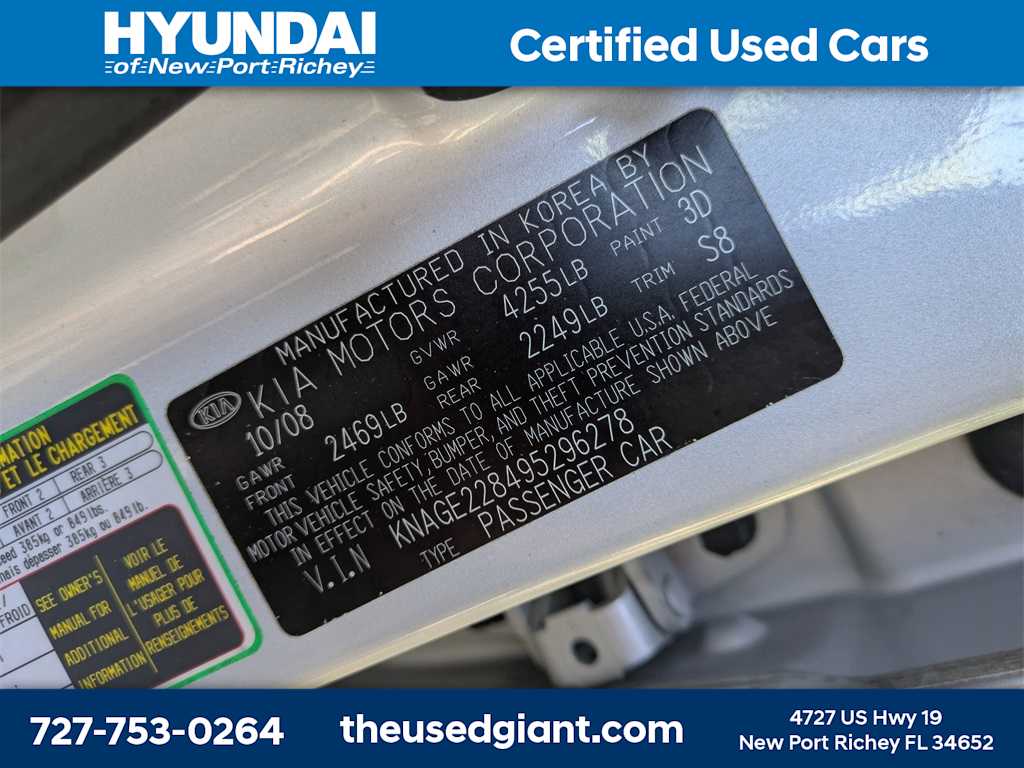 HYUNDAI
of New Port Richey
Certified Used Cars
MANUFACTURED IN KOREA BY
KIA
KIA MOTORS CORPORATION
10/08 GVWR 4255LB PAINT 3D
GAWR FRONT 2469LB GAWR REAR 2249LB TRIM S8
THIS VEHICLE CONFORMS TO ALL APPLICABLE U.S.A. FEDERAL
MOTOR VEHICLE SAFETY, BUMPER, AND THEFT PREVENTION STANDARDS
IN EFFECT ON THE DATE OF MANUFACTURE SHOWN ABOVE
V.I.N KNAGE228495296278
TYPE PASSENGER CAR
ET LE CHARGEMENT
FRONT 2 REAR 3
AVANT 2 ARRIÈRE 3
385kg or 849 lbs.
dépasser 385kg ou 849 lb.
FROID
SEE OWNER'S
MANUAL FOR
ADDITIONAL
INFORMATION
VOIR LE
MANUEL DE
L'USAGER POUR
PLUS DE
RENSEIGNEMENTS
727-753-0264
theusedgiant.com
4727 US Hwy 19
New Port Richey FL 34652